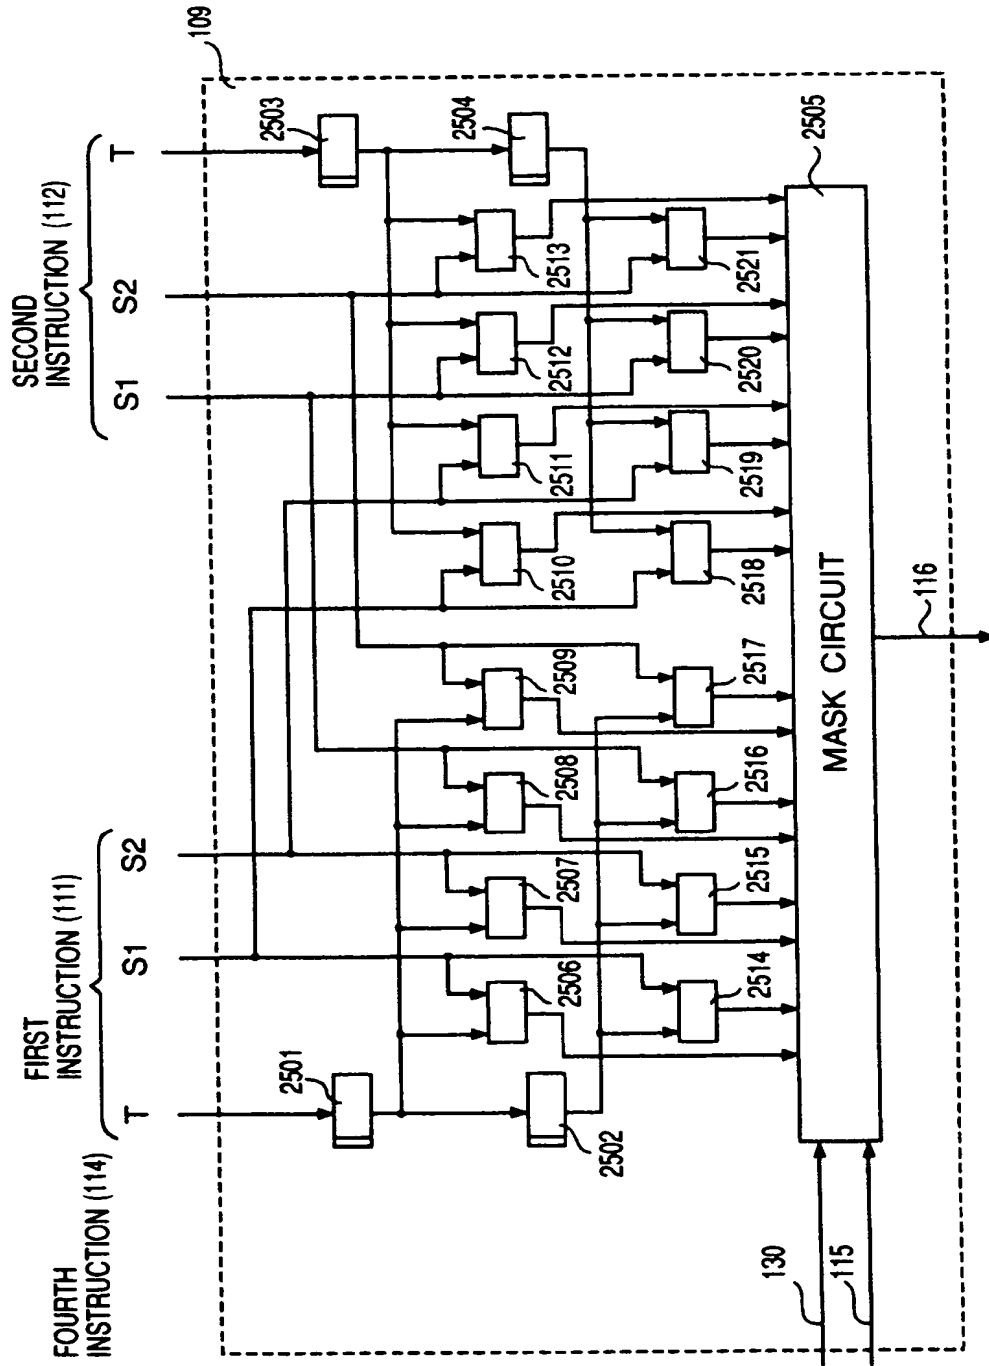 FOURTH
INSTRUCTION (114)
FIRST
INSTRUCTION (111)
T
S1
S2
SECOND
INSTRUCTION (112)
S1
S2
T
109
2501
2503
2502
2504
2506
2507
2508
2509
2510
2511
2512
2513
2514
2515
2516
2517
2518
2519
2520
2521
2505
MASK CIRCUIT
130
115
116